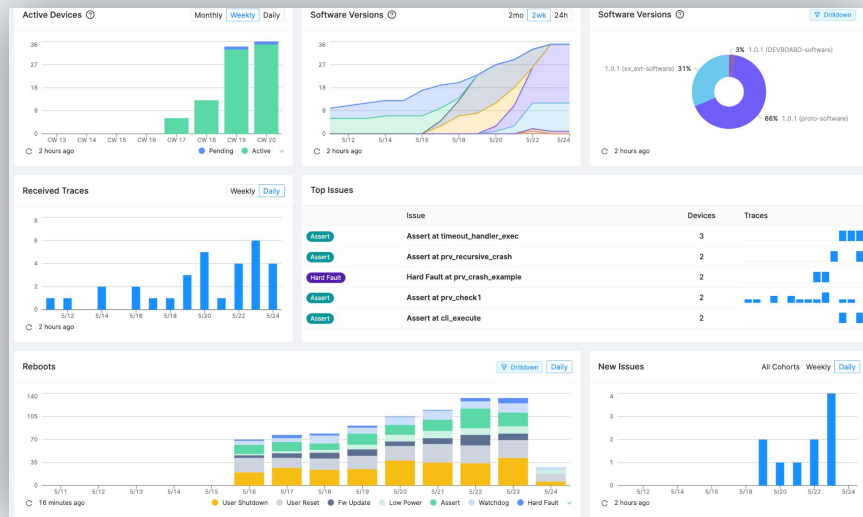 Active Devices
Monthly Weekly Daily
36
27
18
9
0
CW 13 CW 14 CW 15 CW 16 CW 17 CW 18 CW 19 CW 20
2 hours ago
Pending Active
Software Versions
2mo 2wk 24h
36
27
18
9
0
5/12 5/14 5/16 5/18 5/20 5/22 5/24
2 hours ago
Software Versions
Drilldown
3% 1.0.1 (DEVBOARD-software)
1.0.1 (xx_evt-software) 31%
66% 1.0.1 (proto-software)
2 hours ago
Received Traces
Weekly Daily
8
6
4
2
0
5/12 5/14 5/16 5/18 5/20 5/22 5/24
2 hours ago
Top Issues
Issue Devices Traces
Assert Assert at timeout_handler_exec 3
Assert Assert at prv_recursive_crash 2
Hard Fault Hard Fault at prv_crash_example 2
Assert Assert at prv_check1 2
Assert Assert at cli_execute 2
Reboots
Drilldown Daily
140
105
70
35
0
5/11 5/12 5/13 5/14 5/15 5/16 5/17 5/18 5/19 5/20 5/21 5/22 5/23 5/24
16 minutes ago
User Shutdown User Reset Fw Update Low Power Assert Watchdog Hard Fault
New Issues
All Cohorts Weekly Daily
4
3
2
1
0
5/12 5/14 5/16 5/18 5/20 5/22 5/24
2 hours ago